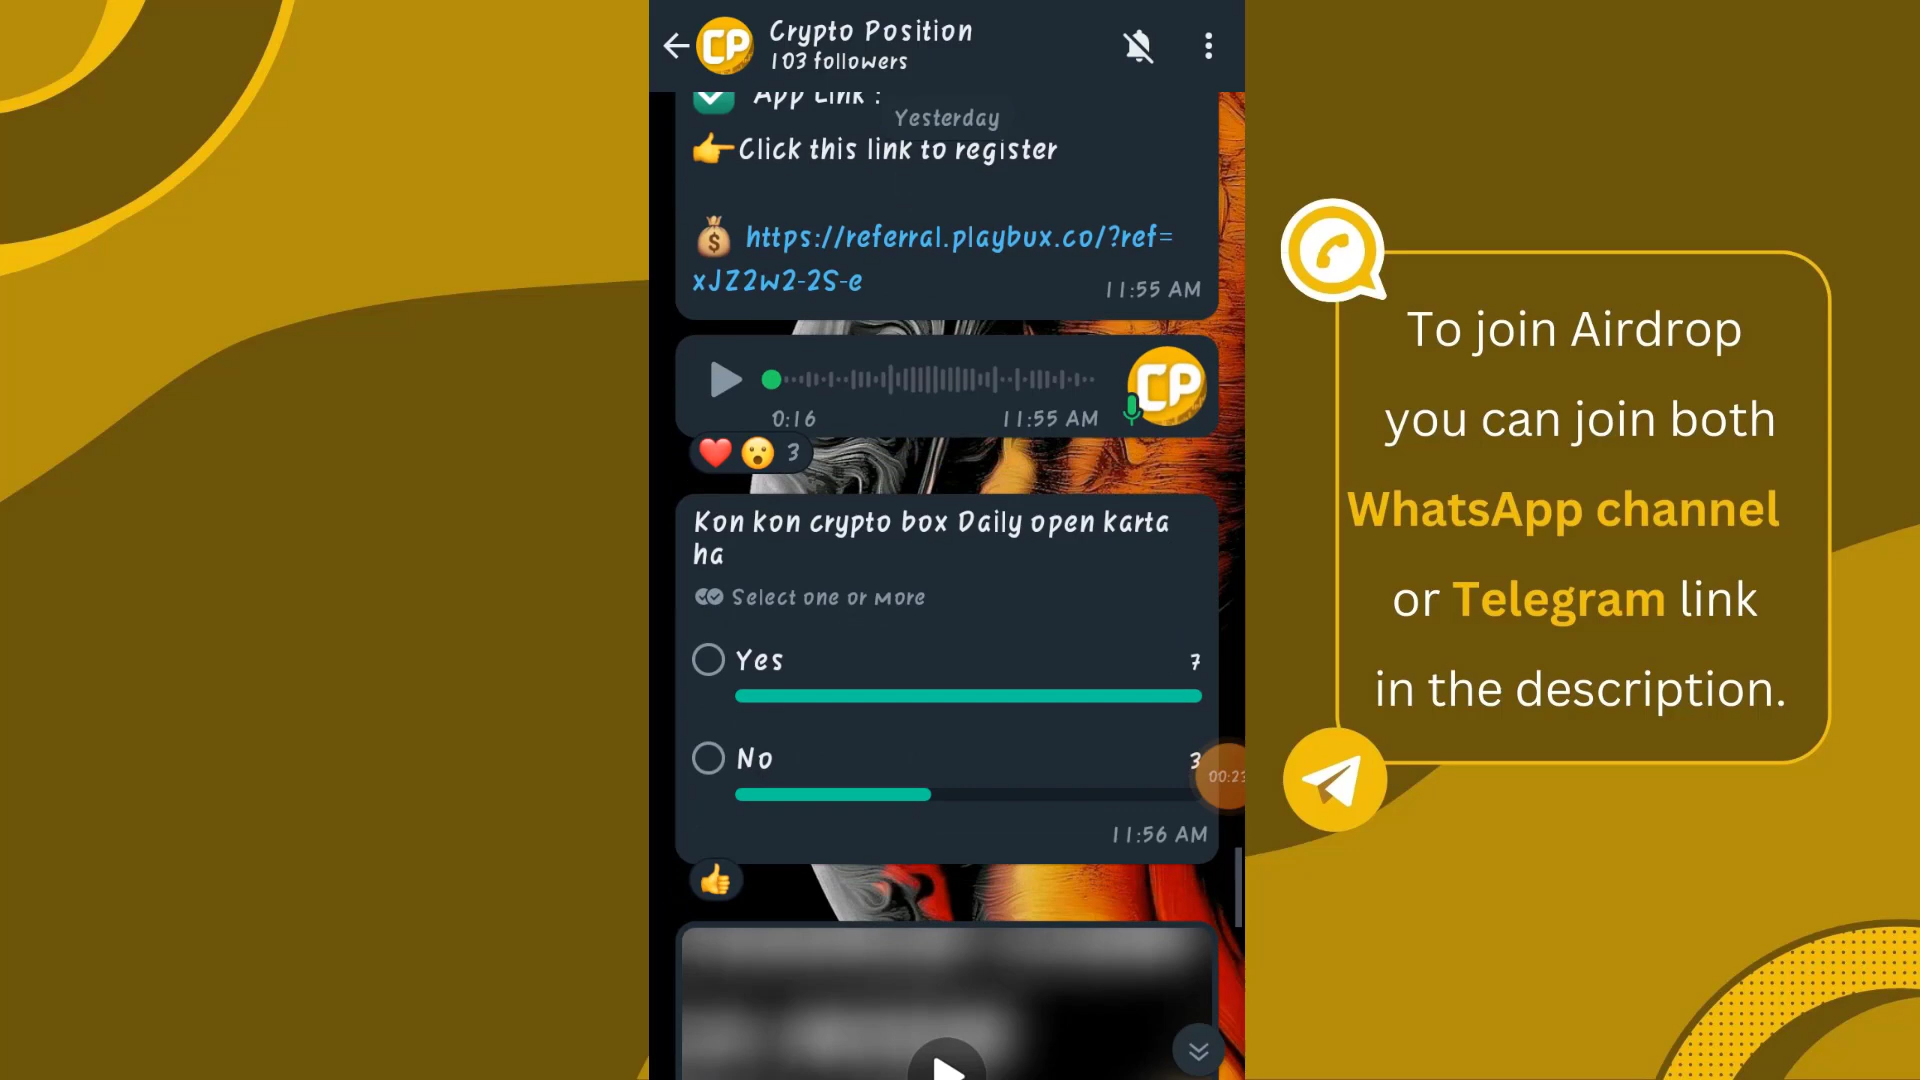 CP
Crypto Position
103 followers
App Link :
Yesterday
Click this link to register
https://referral.playbux.co/?ref=
xJZ2w2-2S-e
11:55 AM
CP
0:16
11:55 AM
3
Kon kon crypto box Daily open karta
ha
Select one or more
Yes
7
No
3
00:23
11:56 AM
To join Airdrop
you can join both
WhatsApp channel
or Telegram link
in the description.